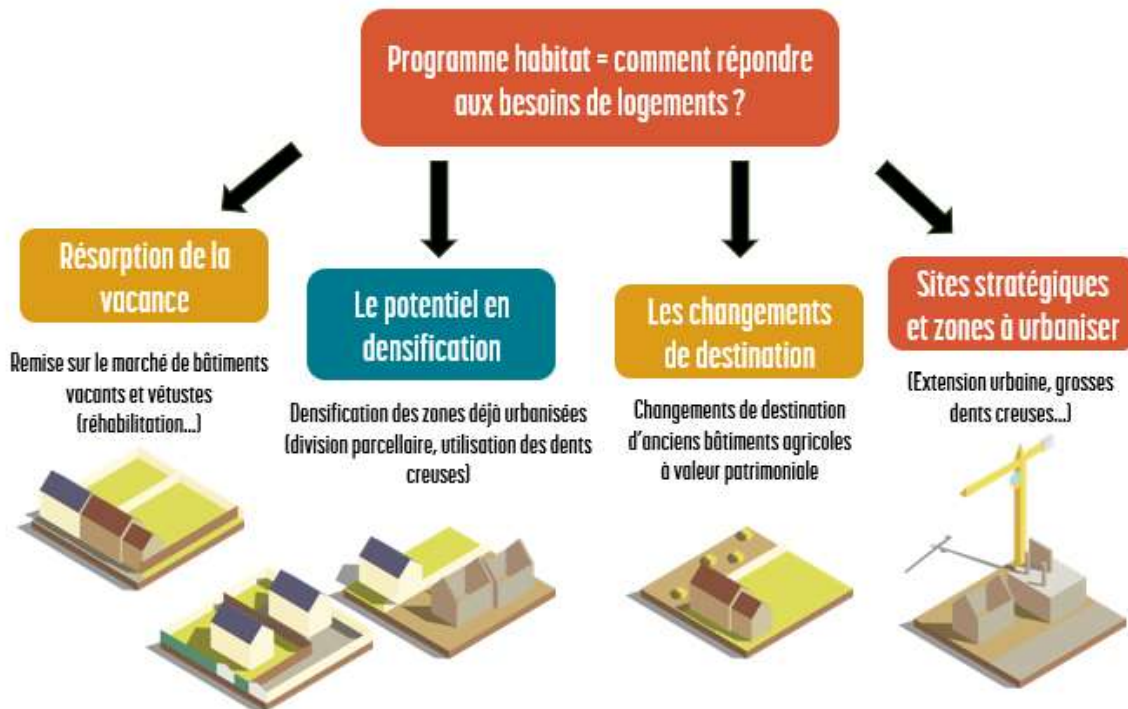 Programme habitat = comment répondre
aux besoins de logements ?
Résorption de la
vacance
Remise sur le marché de bâtiments
vacants et vétustes
(réhabilitation...)
Le potentiel en
densification
Densification des zones déjà urbanisées
(division parcellaire, utilisation des dents
creuses)
Les changements
de destination
Changements de destination
d'anciens bâtiments agricoles
à valeur patrimoniale
Sites stratégiques
et zones à urbaniser
(Extension urbaine, grosses
dents creuses...)